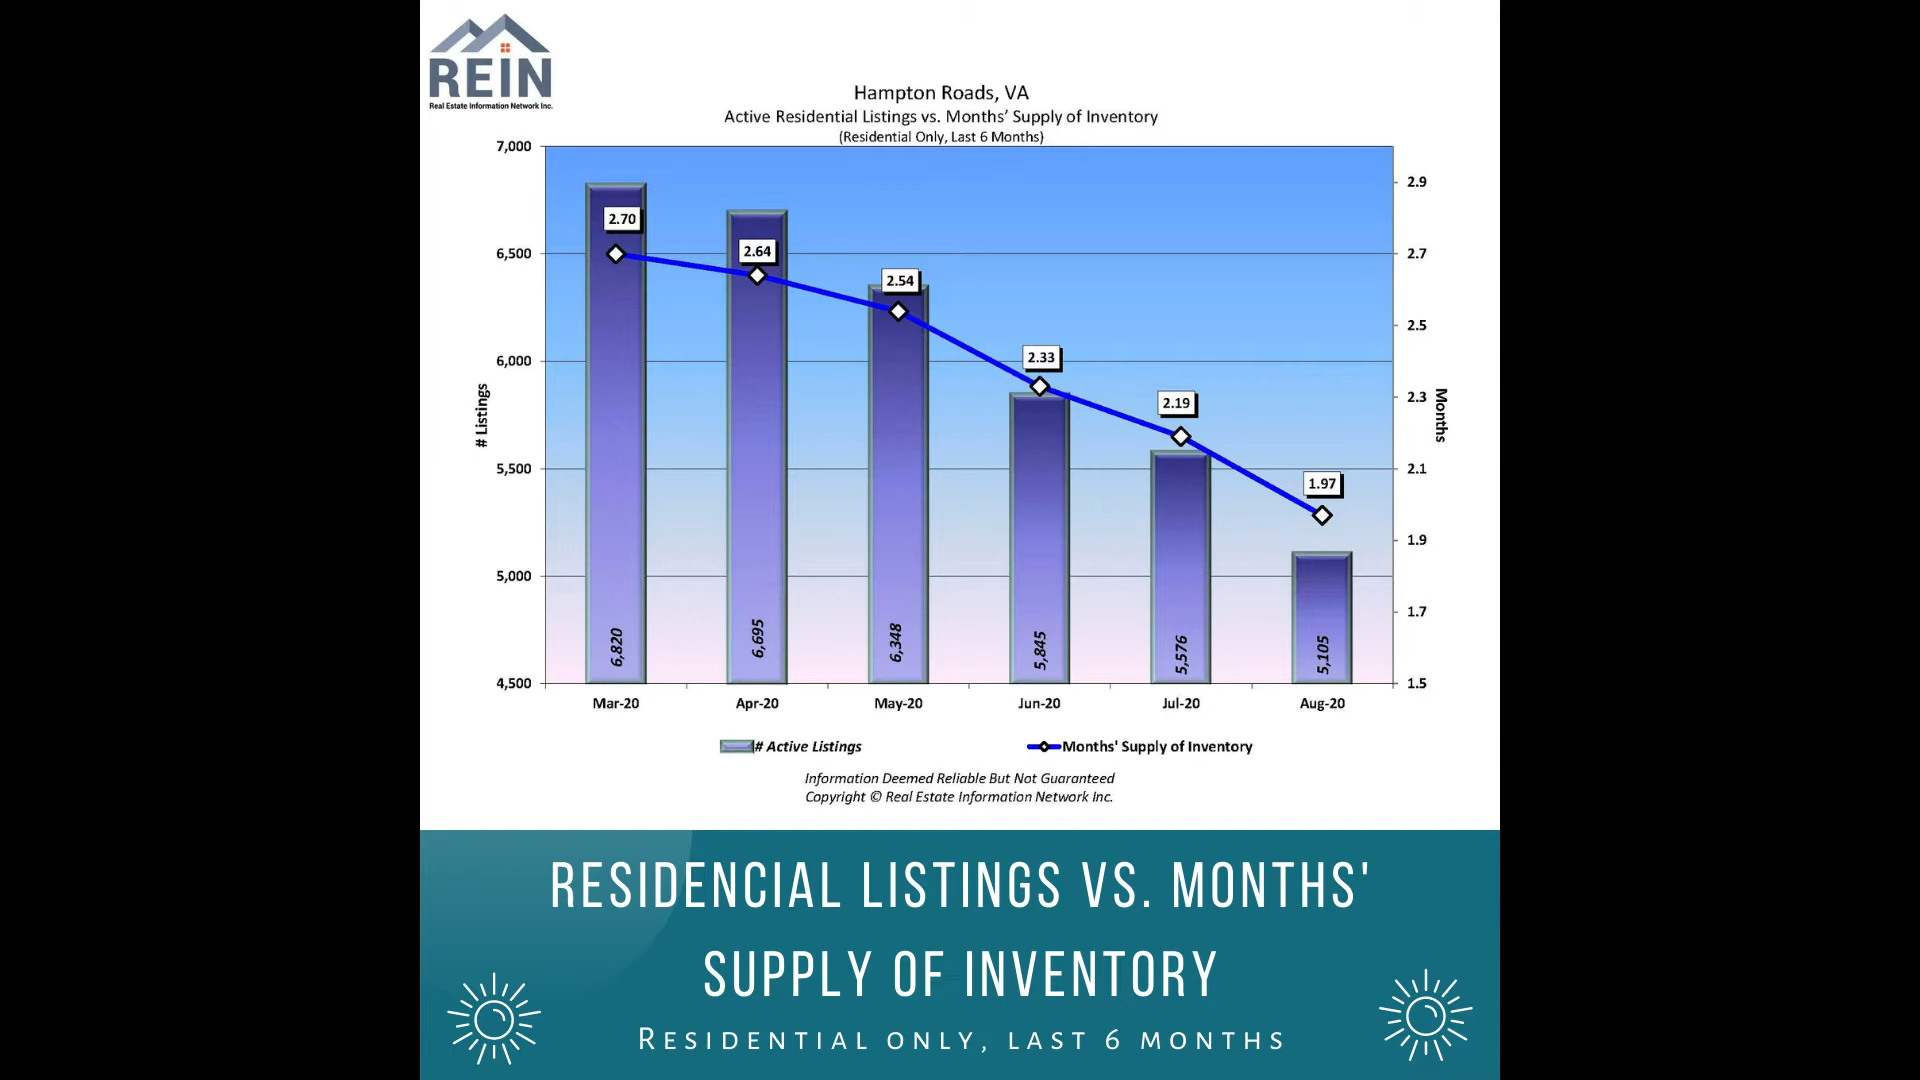 REIN
Real Estate Information Network Inc.
Hampton Roads, VA
Active Residential Listings vs. Months' Supply of Inventory
(Residential Only, Last 6 Months)
7,000
6,500
6,000
5,500
5,000
4,500
# Listings
2.9
2.7
2.5
2.3
2.1
1.9
1.7
1.5
Months
2.70
2.64
2.54
2.33
2.19
1.97
6,820
6,695
6,348
5,845
5,576
5,105
Mar-20
Apr-20
May-20
Jun-20
Jul-20
Aug-20
# Active Listings
Months' Supply of Inventory
Information Deemed Reliable But Not Guaranteed
Copyright © Real Estate Information Network Inc.
RESIDENCIAL LISTINGS VS. MONTHS'
SUPPLY OF INVENTORY
RESIDENTIAL ONLY, LAST 6 MONTHS